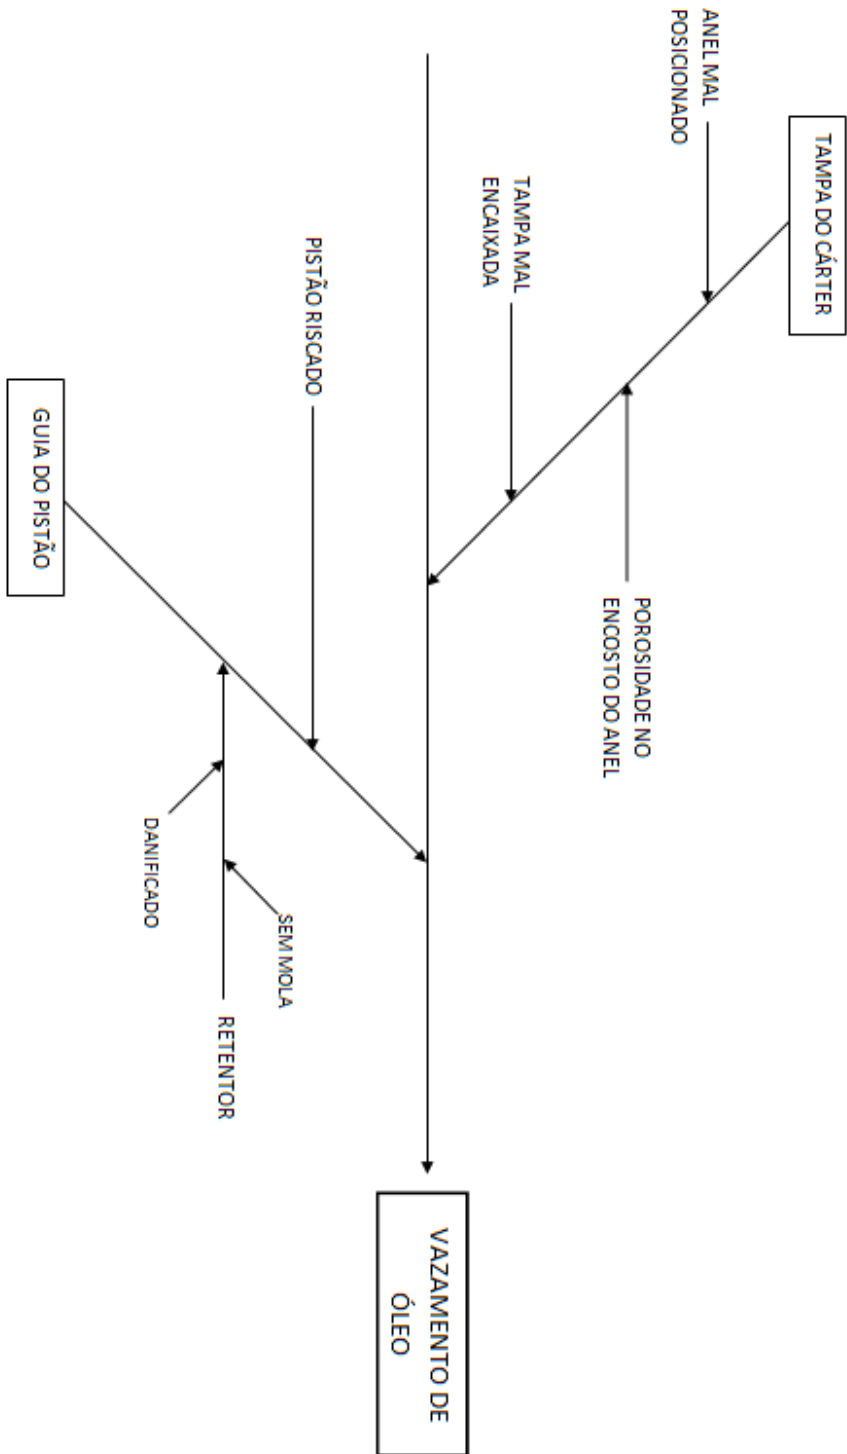 TAMPA DO CÁRTER
ANEL MAL
POSICIONADO
POROSIDADE NO
ENCOSTO DO ANEL
TAMPA MAL
ENCAIXADA
VAZAMENTO DE
ÓLEO
PISTÃO RISCADO
SEM MOLA
RETENTOR
DANIFICADO
GUIA DO PISTÃO